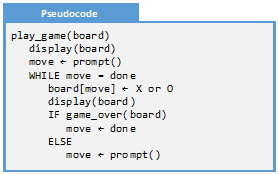 Pseudocode
play_game(board)
display(board)
move ← prompt()
WHILE move = done
board[move] ← X or O
display(board)
IF game_over(board)
move ← done
ELSE
move ← prompt()